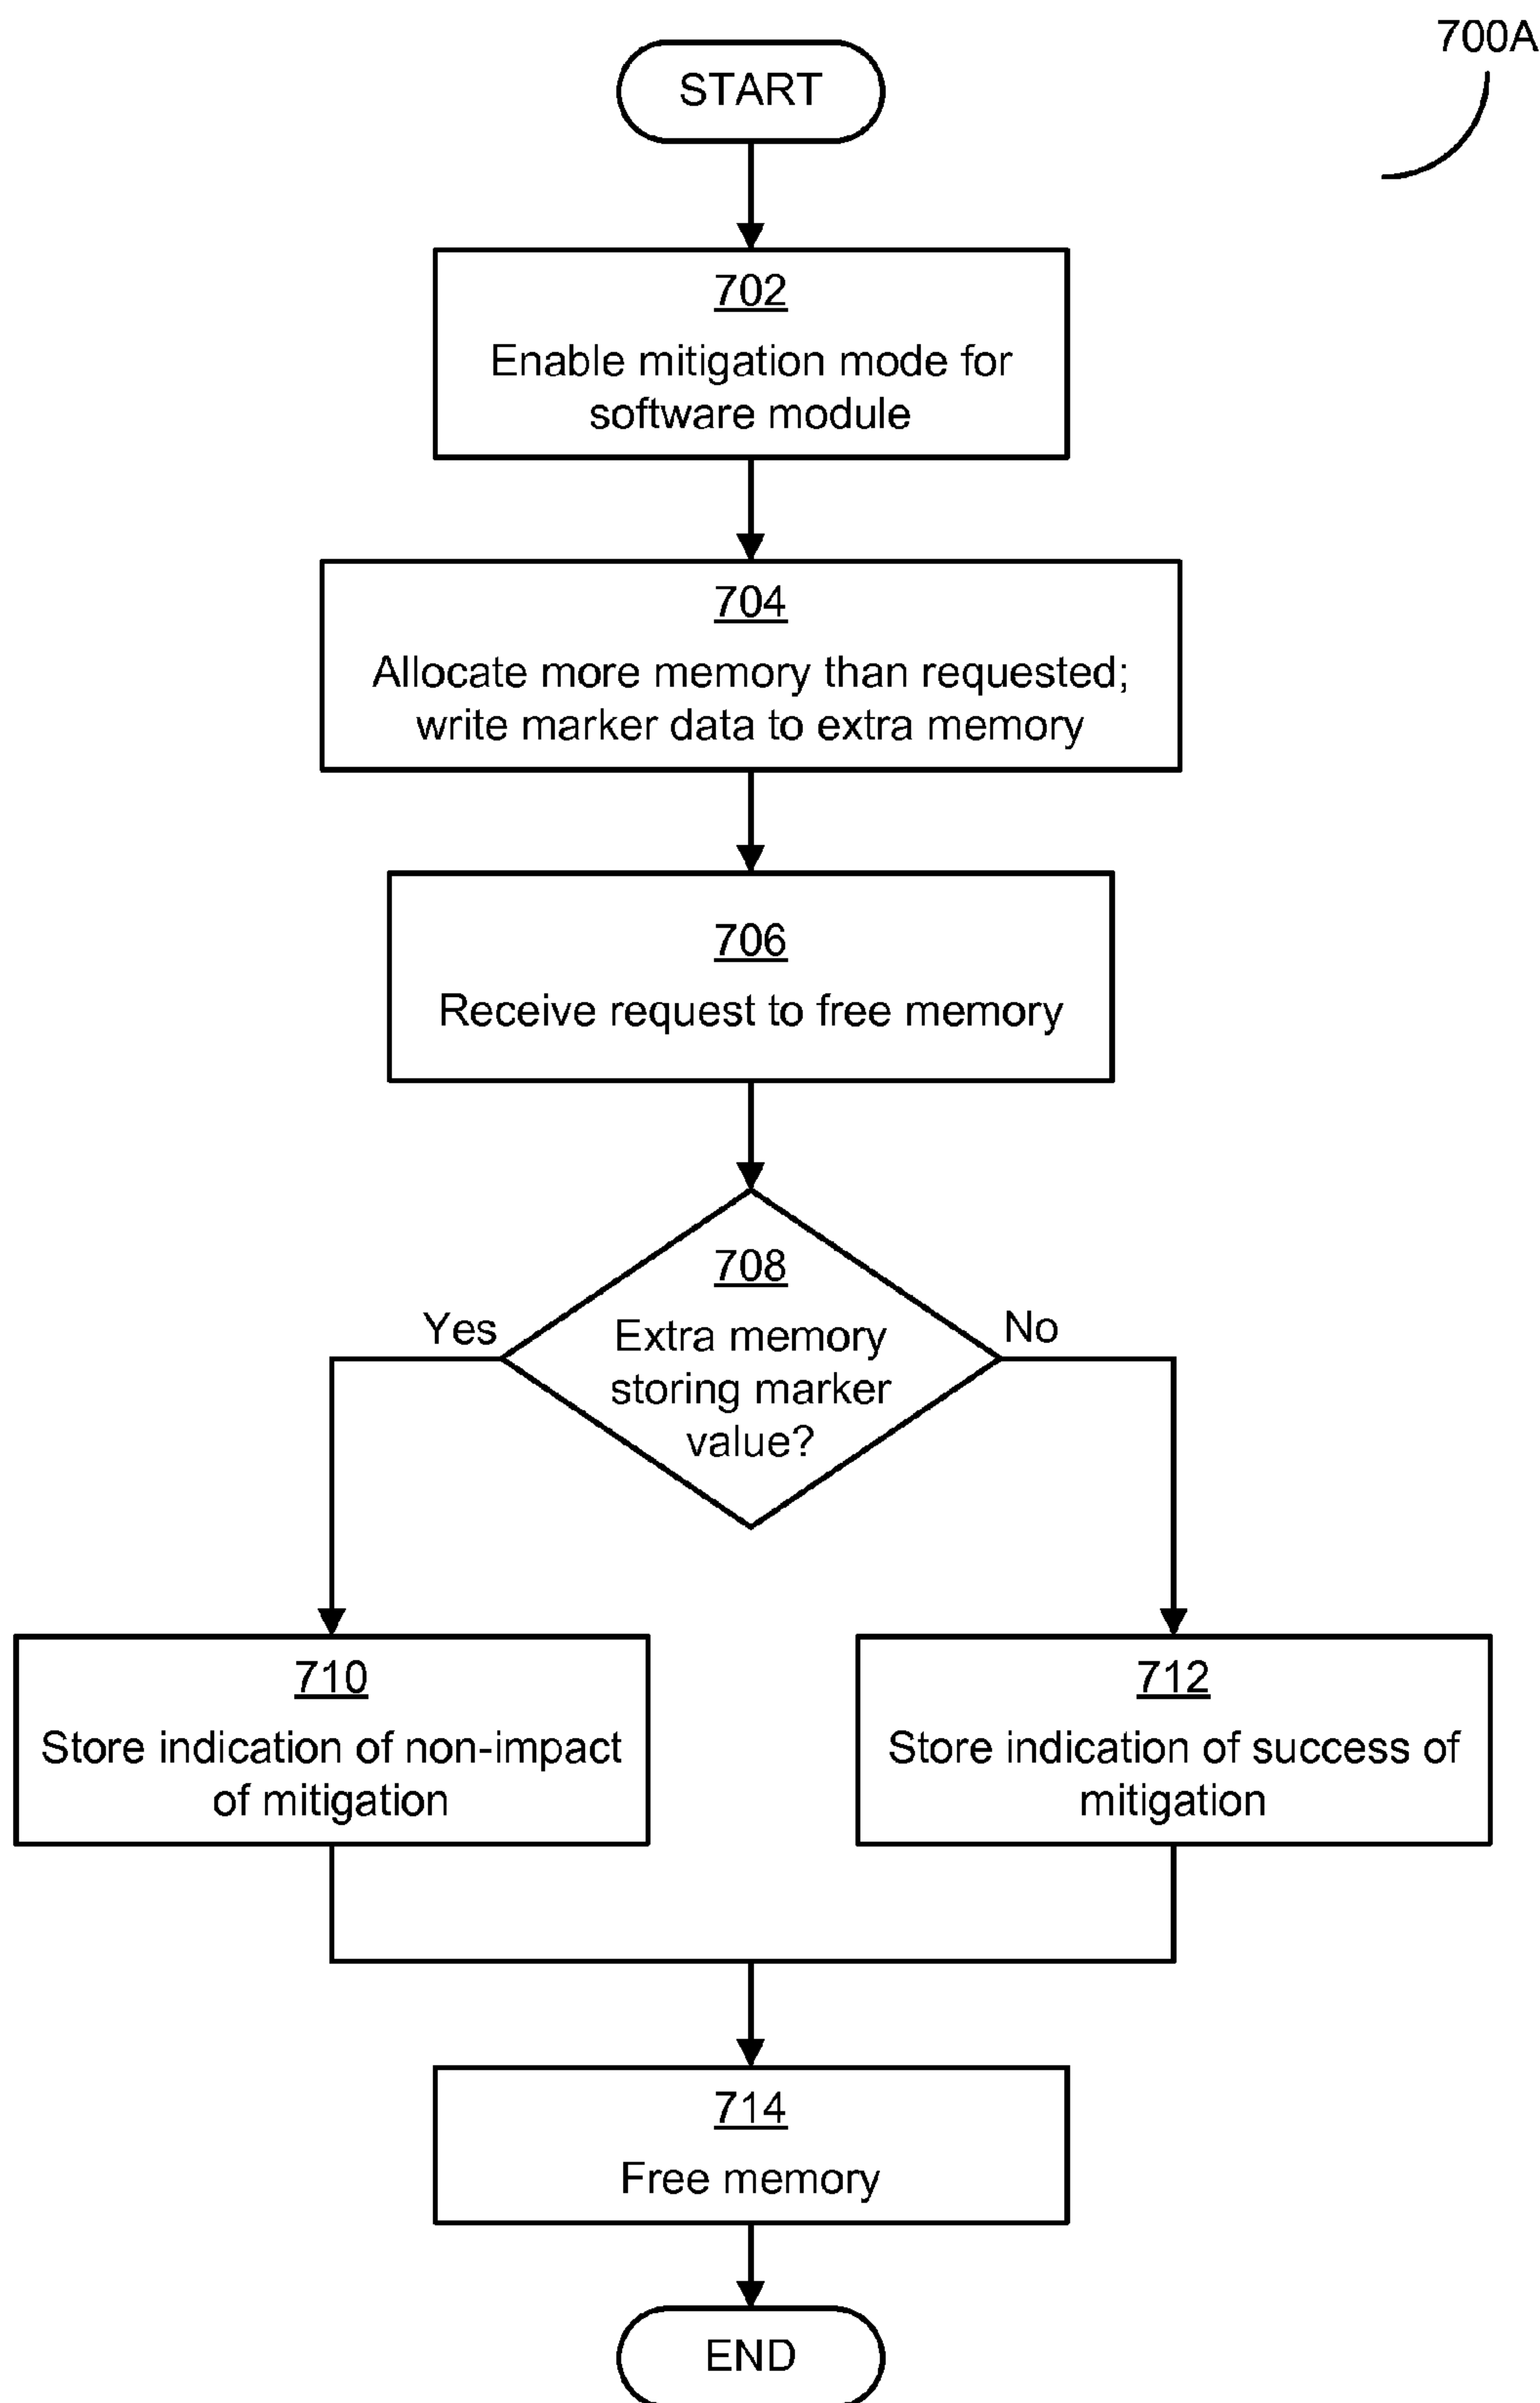 700A
START
702
Enable mitigation mode for
software module
704
Allocate more memory than requested;
write marker data to extra memory
706
Receive request to free memory
708
Extra memory
storing marker
value?
Yes
No
710
Store indication of non-impact
of mitigation
712
Store indication of success of
mitigation
714
Free memory
END